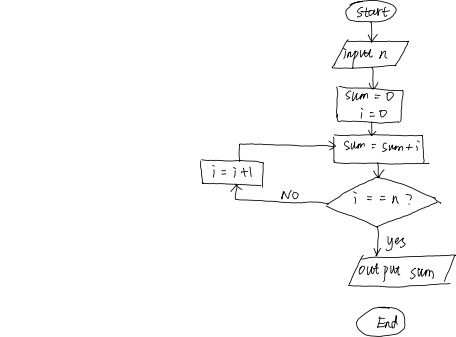 start
input n
sum = 0
i = 0
sum = sum + i
i = i + 1
NO
i == n ?
yes
output sum
End